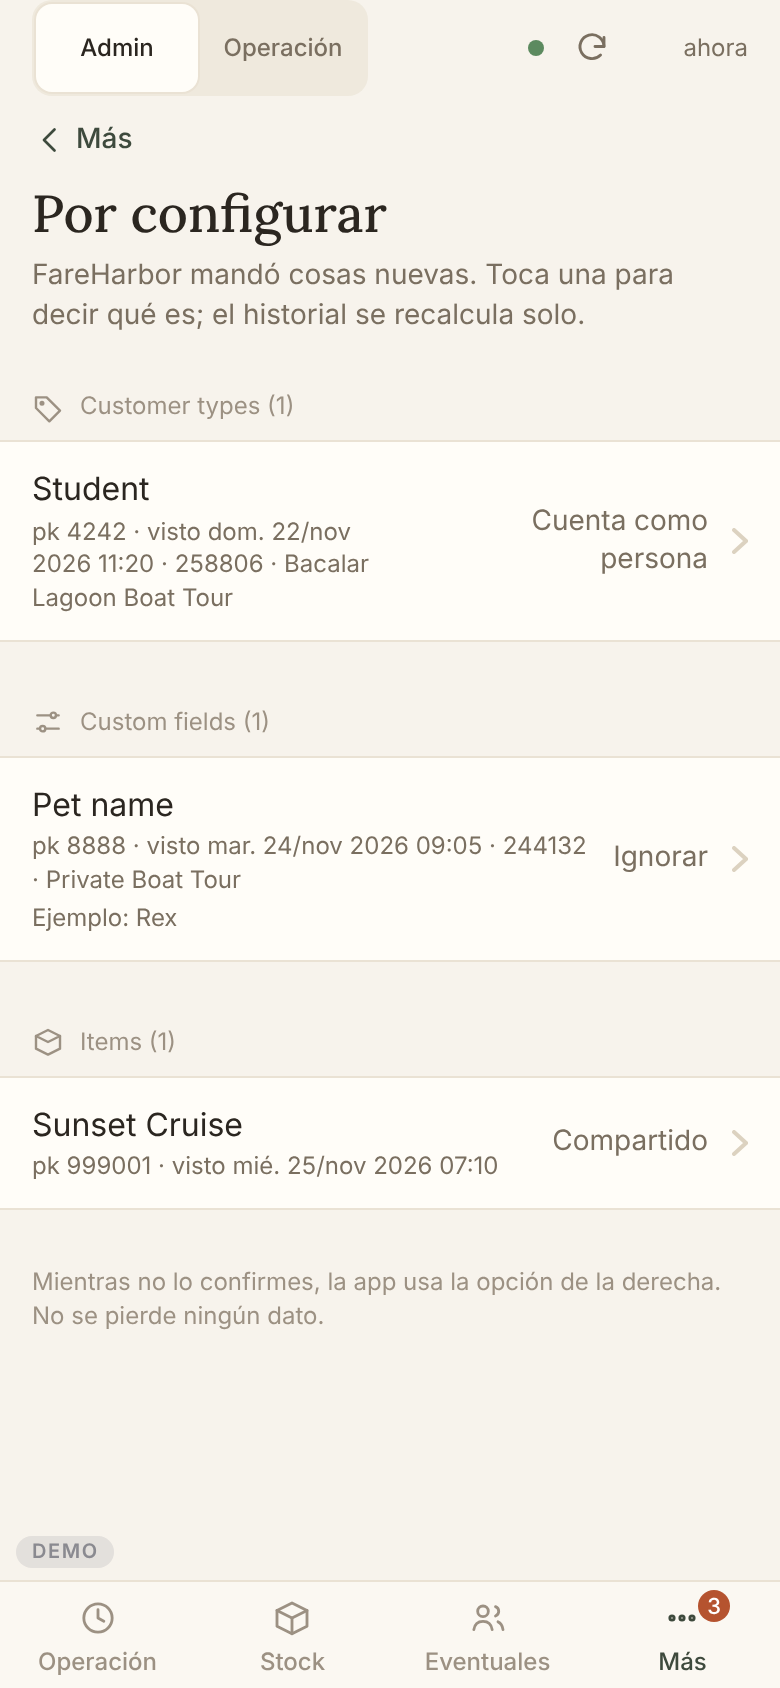 Admin
Operación
ahora
Más
Por configurar
FareHarbor mandó cosas nuevas. Toca una para
decir qué es; el historial se recalcula solo.
Customer types (1)
Student
pk 4242 · visto dom. 22/nov
2026 11:20 · 258806 · Bacalar
Lagoon Boat Tour
Cuenta como
persona
Custom fields (1)
Pet name
pk 8888 · visto mar. 24/nov 2026 09:05 · 244132
· Private Boat Tour
Ejemplo: Rex
Ignorar
Items (1)
Sunset Cruise
pk 999001 · visto mié. 25/nov 2026 07:10
Compartido
Mientras no lo confirmes, la app usa la opción de la derecha.
No se pierde ningún dato.
DEMO
3
Operación
Stock
Eventuales
Más